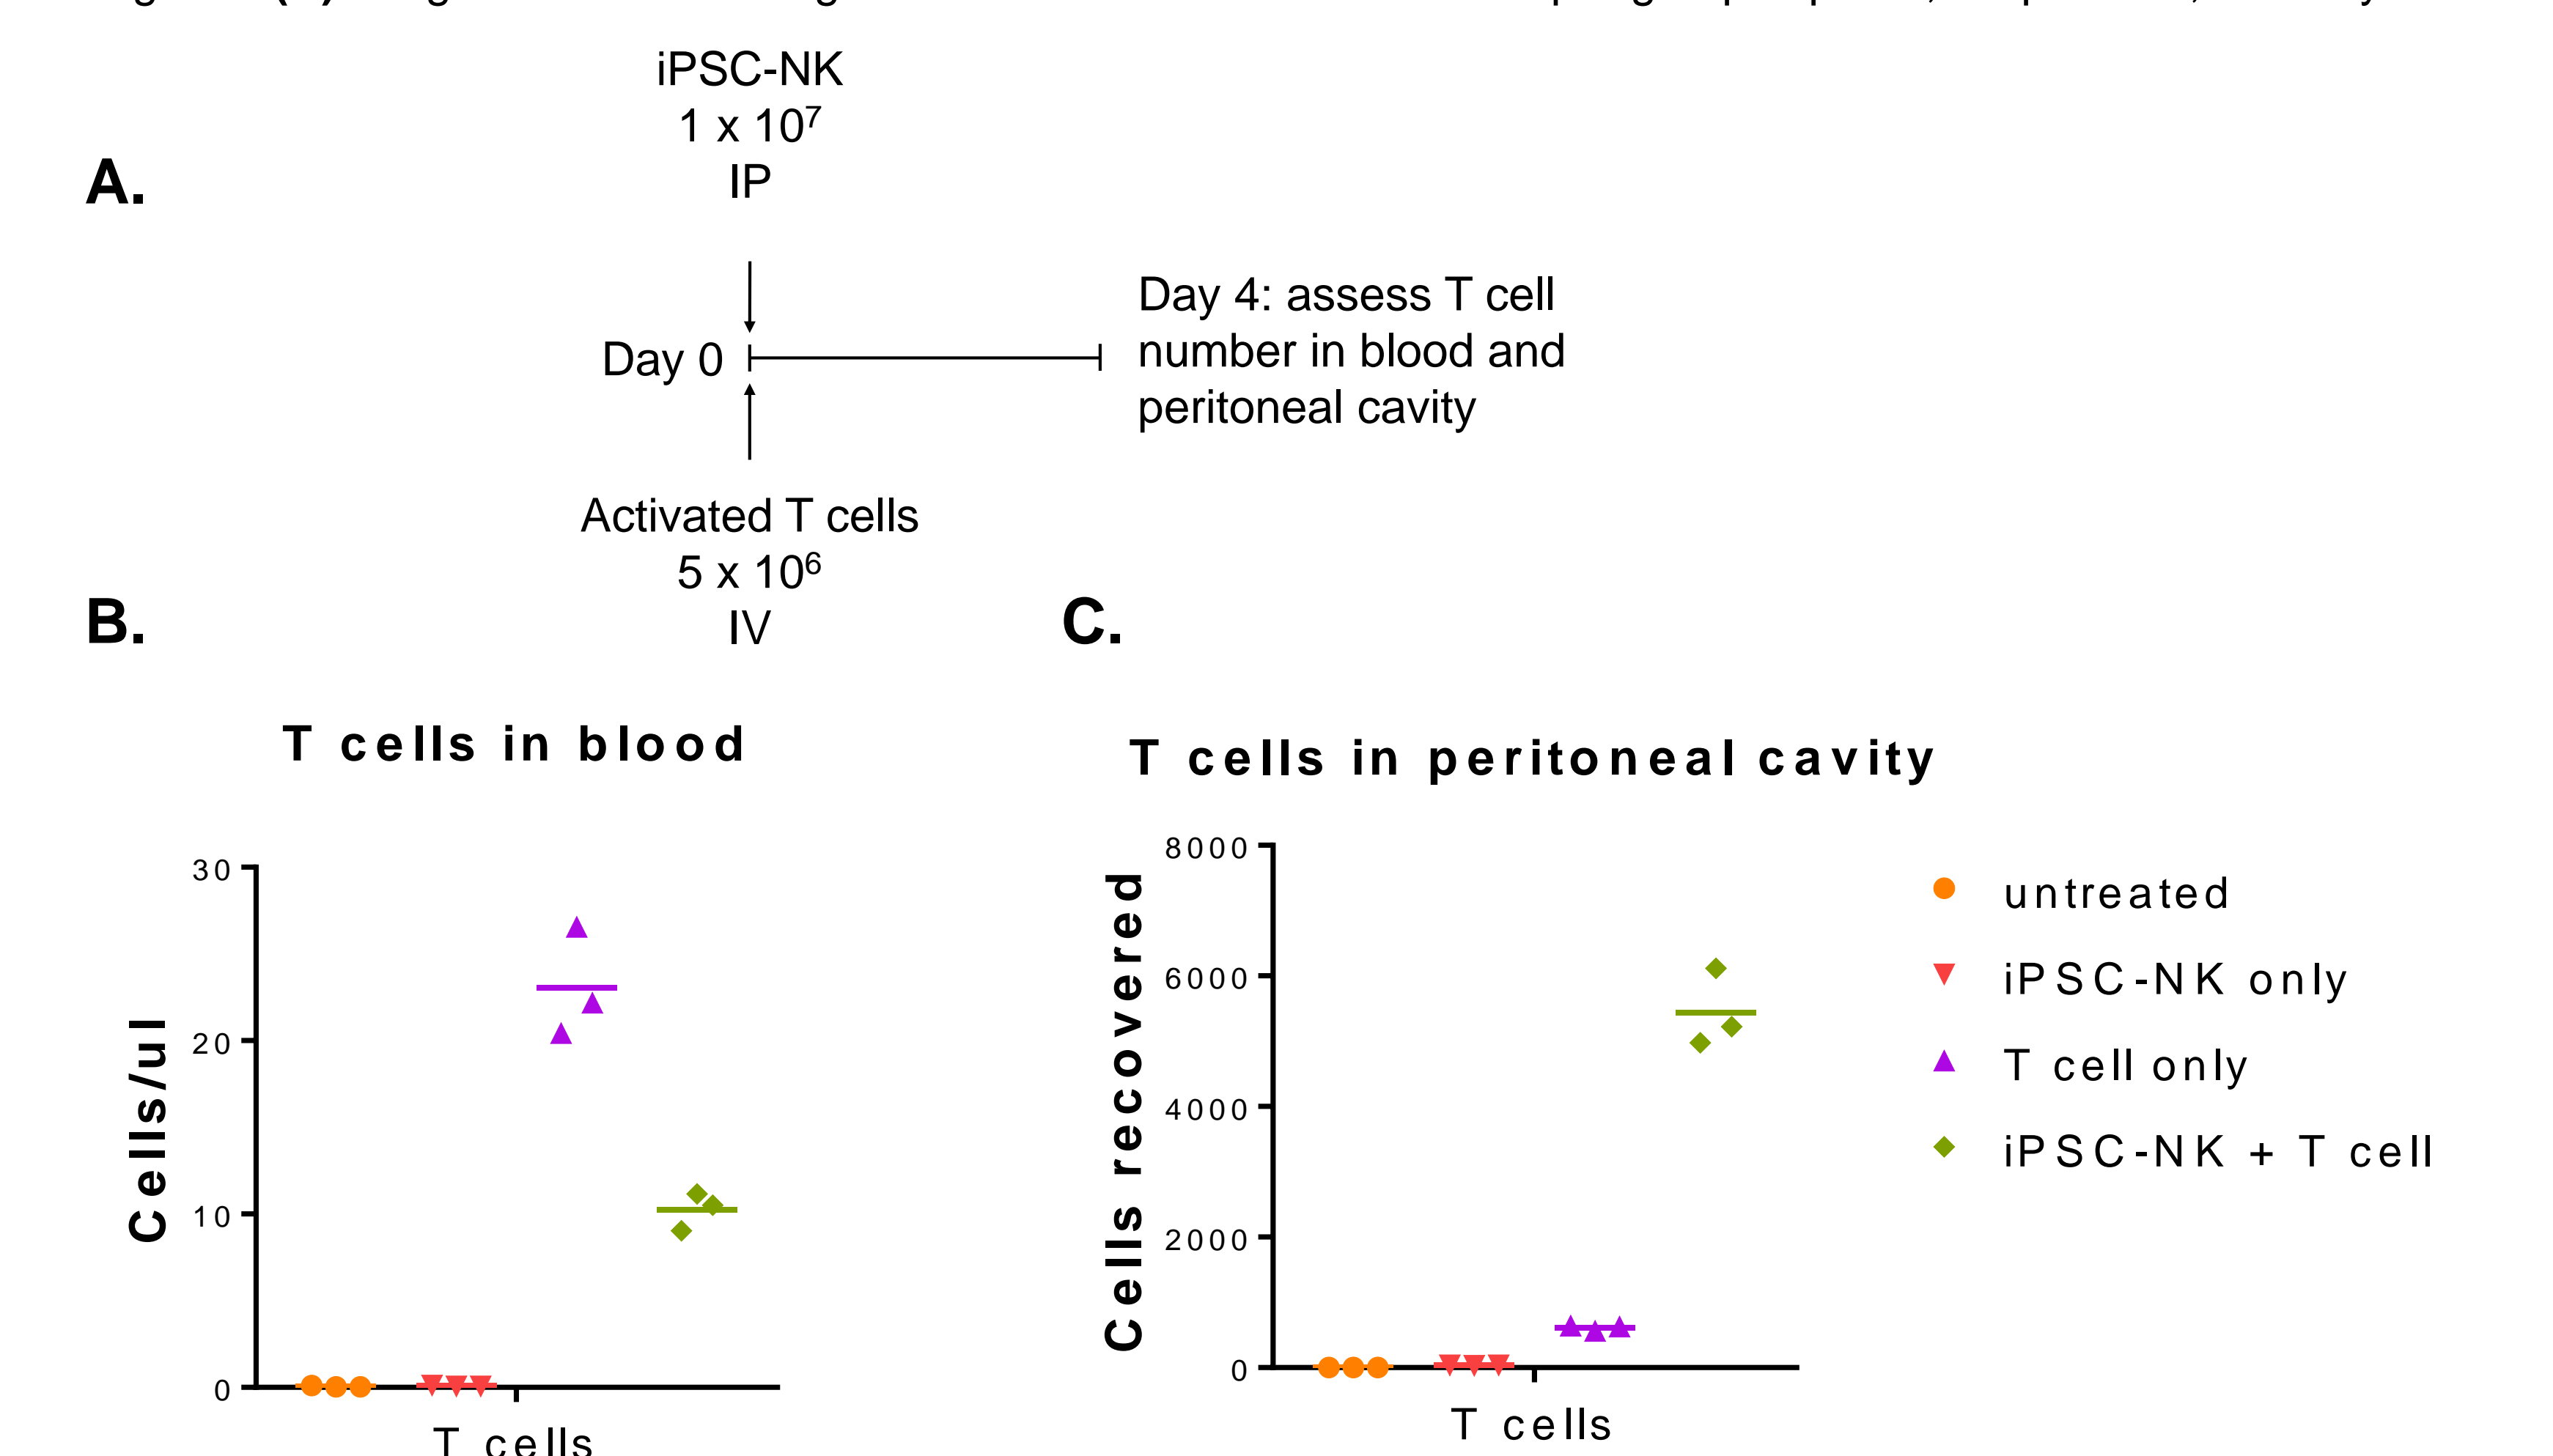 iPSC-NK
1 x 10⁷
IP
A.
Day 0
Day 4: assess T cell
number in blood and
peritoneal cavity
Activated T cells
5 x 10⁶
IV
B.
T cells in blood
Cells/ul
30
20
10
0
T cells
C.
T cells in peritoneal cavity
Cells recovered
8000
6000
4000
2000
0
T cells
untreated
iPSC-NK only
T cell only
iPSC-NK + T cell